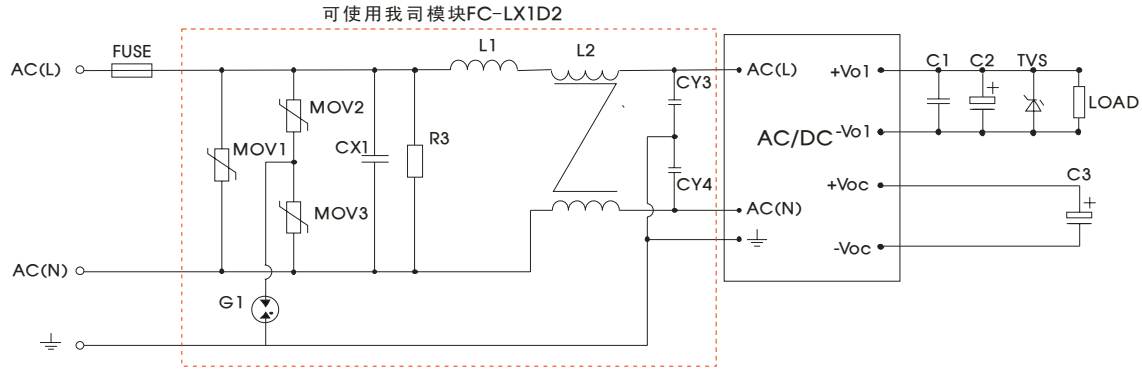 可使用我司模块FC-LX1D2
FUSE
L1
L2
AC(L)
AC(L)
+Vo1
C1
C2
TVS
CY3
+
LOAD
MOV2
MOV1
CX1
R3
AC/DC
-Vo1
CY4
+Voc
C3
MOV3
AC(N)
+
-Voc
AC(N)
G1